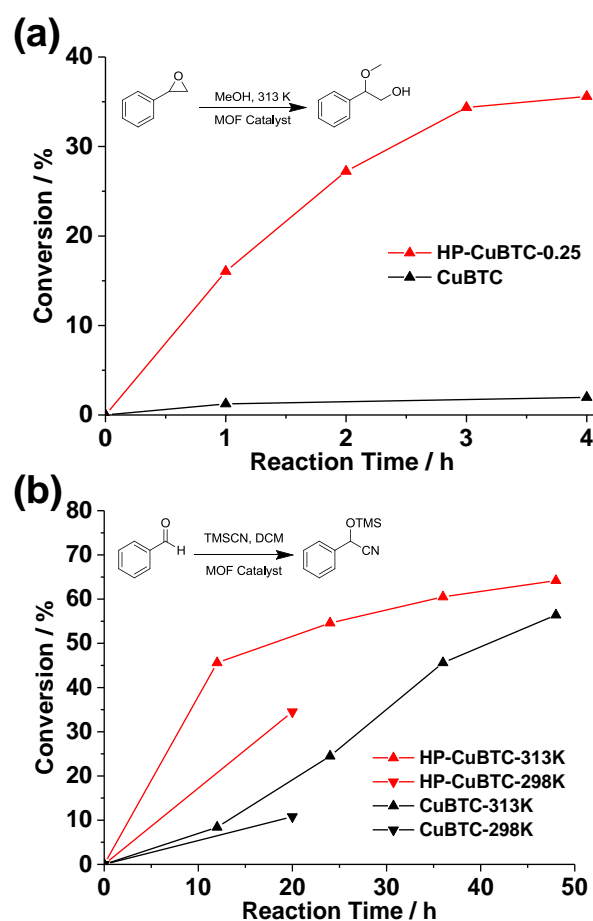 (a)
40
30
20
10
0
Conversion / %
O
MeOH, 313 K
MOF Catalyst
O
OH
HP-CuBTC-0.25
CuBTC
0 1 2 3 4
Reaction Time / h
(b)
80
70
60
50
40
30
20
10
0
Conversion / %
O
H
TMSCN, DCM
MOF Catalyst
OTMS
CN
HP-CuBTC-313K
HP-CuBTC-298K
CuBTC-313K
CuBTC-298K
0 10 20 30 40 50
Reaction Time / h